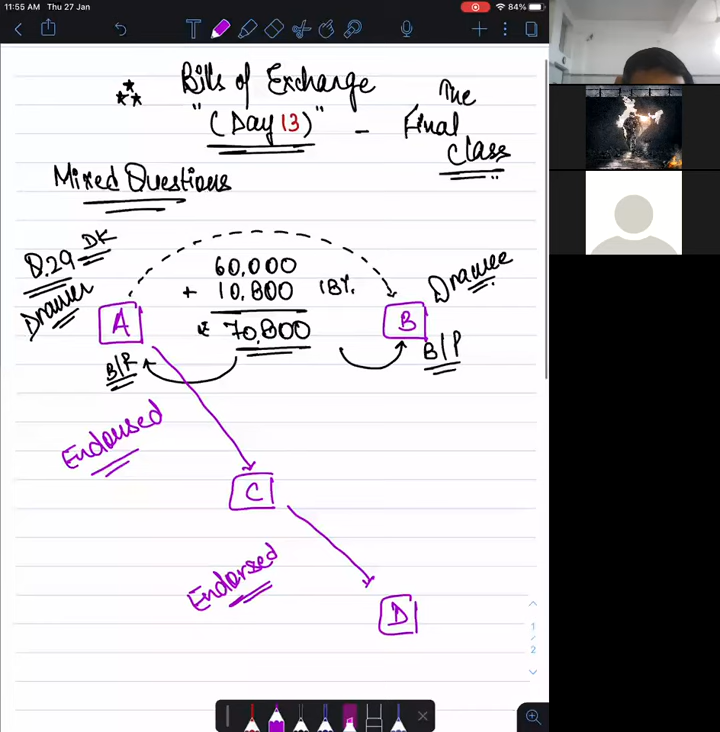 11:55 AM Thu 27 Jan
84%
Bills of Exchange
"(Day 13)" -
The
Final
Class
Mixed Questions
Q.29 DK
Drawer
A
60,000
+ 10,800 18%
₹ 70,800
Drawee
B
B/R
B/P
Endorsed
C
Endorsed
D
1
/
2